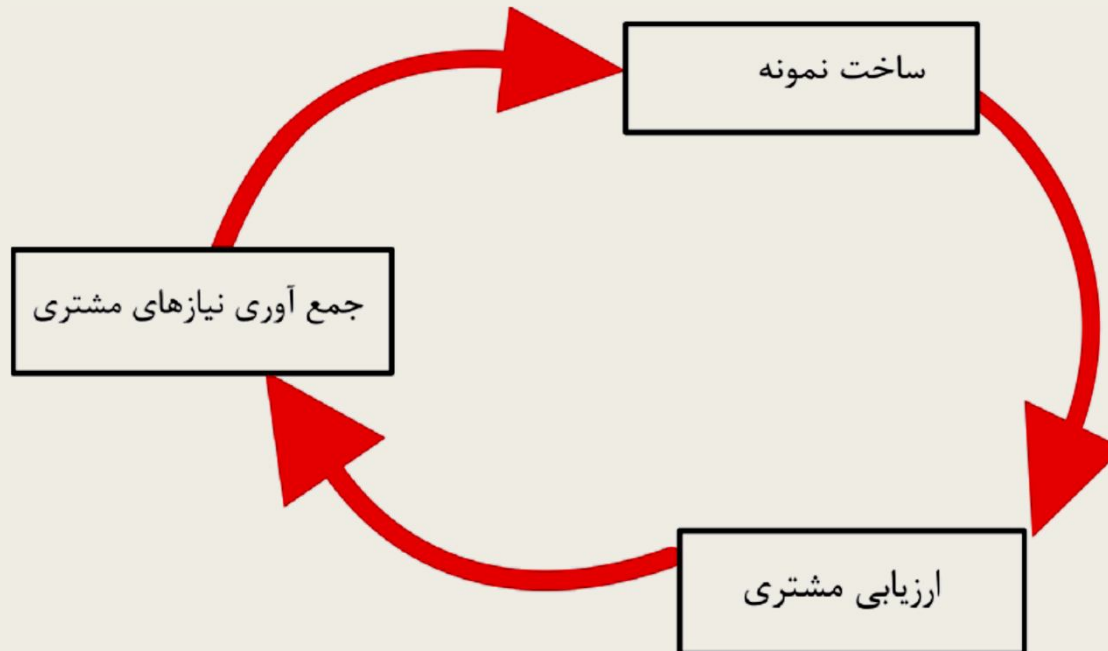 ساخت نمونه
جمع آوری نیازهای مشتری
ارزیابی مشتری